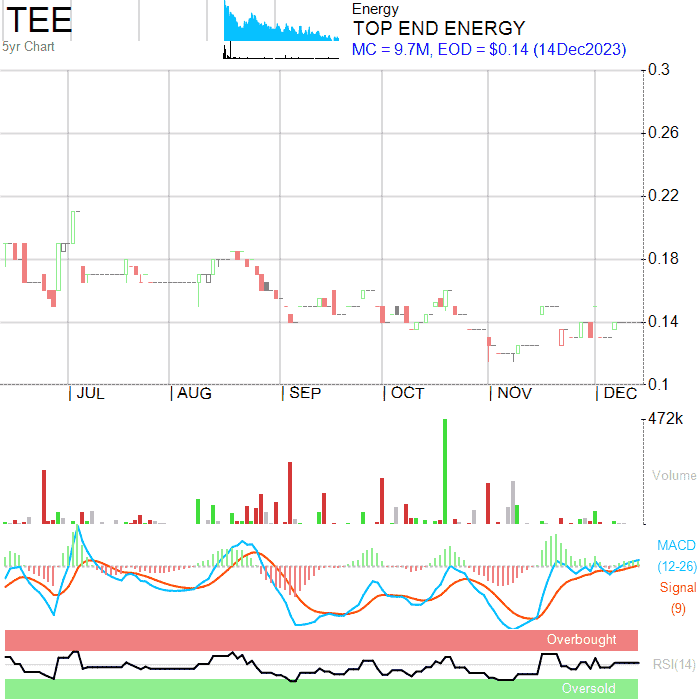 TEE
5yr Chart
Energy
TOP END ENERGY
MC = 9.7M, EOD = $0.14 (14Dec2023)
0.3
0.26
0.22
0.18
0.14
0.1
JUL AUG SEP OCT NOV DEC
472k
Volume
MACD
(12-26)
Signal
(9)
Overbought
RSI(14)
Oversold